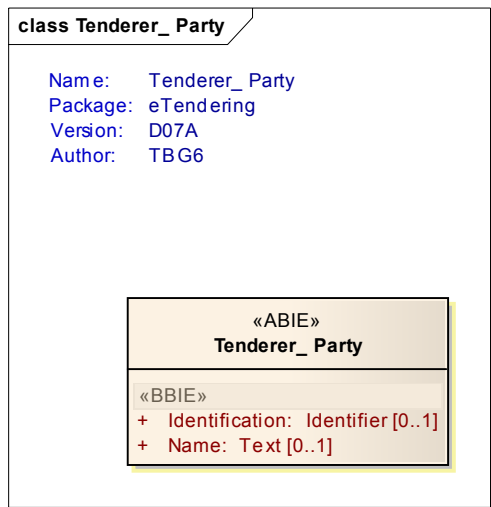 class Tenderer_ Party
Name: Tenderer_ Party
Package: eTendering
Version: D07A
Author: TBG6
«ABIE»
Tenderer_ Party
«BBIE»
+ Identification: Identifier [0..1]
+ Name: Text [0..1]